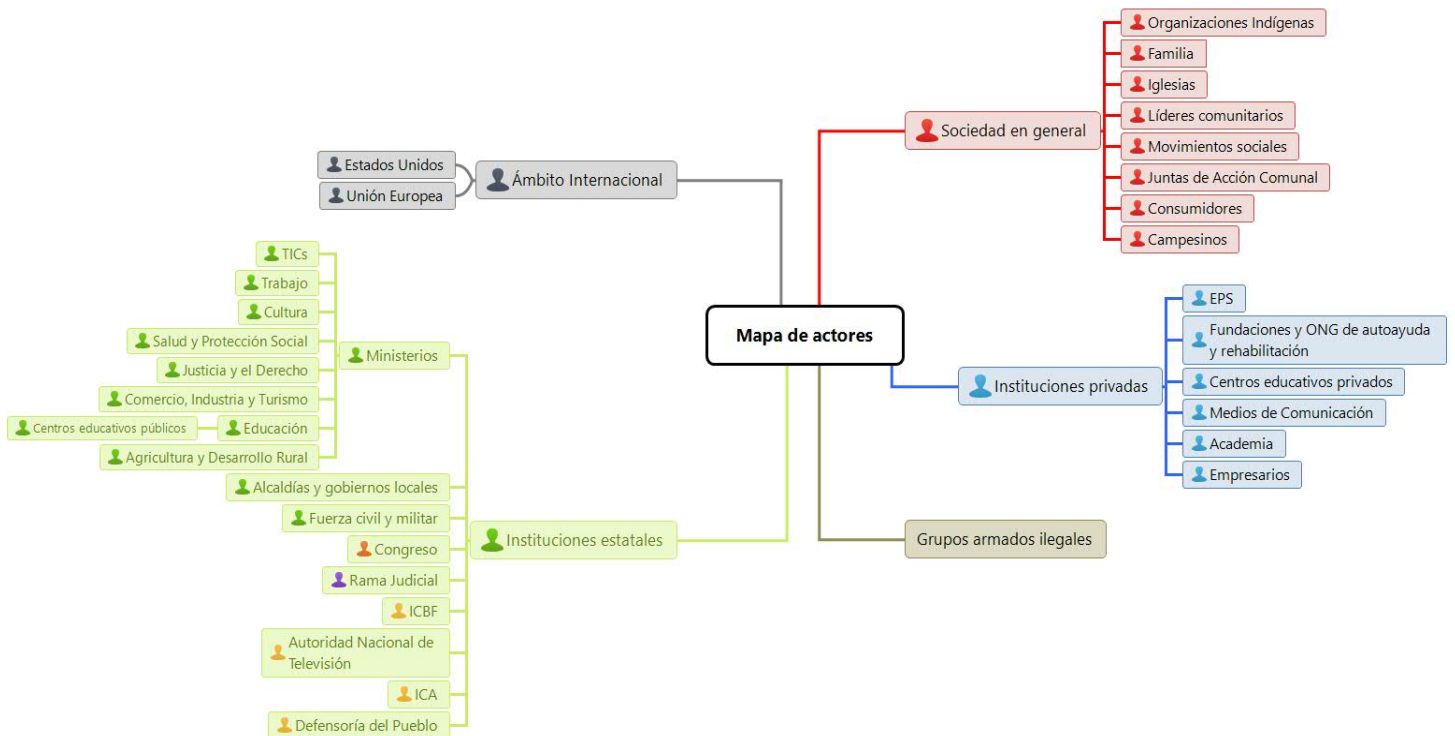 Mapa de actores
Ámbito Internacional
Estados Unidos
Unión Europea
Instituciones estatales
Ministerios
TICs
Trabajo
Cultura
Salud y Protección Social
Justicia y el Derecho
Comercio, Industria y Turismo
Educación
Centros educativos públicos
Agricultura y Desarrollo Rural
Alcaldías y gobiernos locales
Fuerza civil y militar
Congreso
Rama Judicial
ICBF
Autoridad Nacional de
Televisión
ICA
Defensoría del Pueblo
Sociedad en general
Organizaciones Indígenas
Familia
Iglesias
Líderes comunitarios
Movimientos sociales
Juntas de Acción Comunal
Consumidores
Campesinos
Instituciones privadas
EPS
Fundaciones y ONG de autoayuda
y rehabilitación
Centros educativos privados
Medios de Comunicación
Academia
Empresarios
Grupos armados ilegales